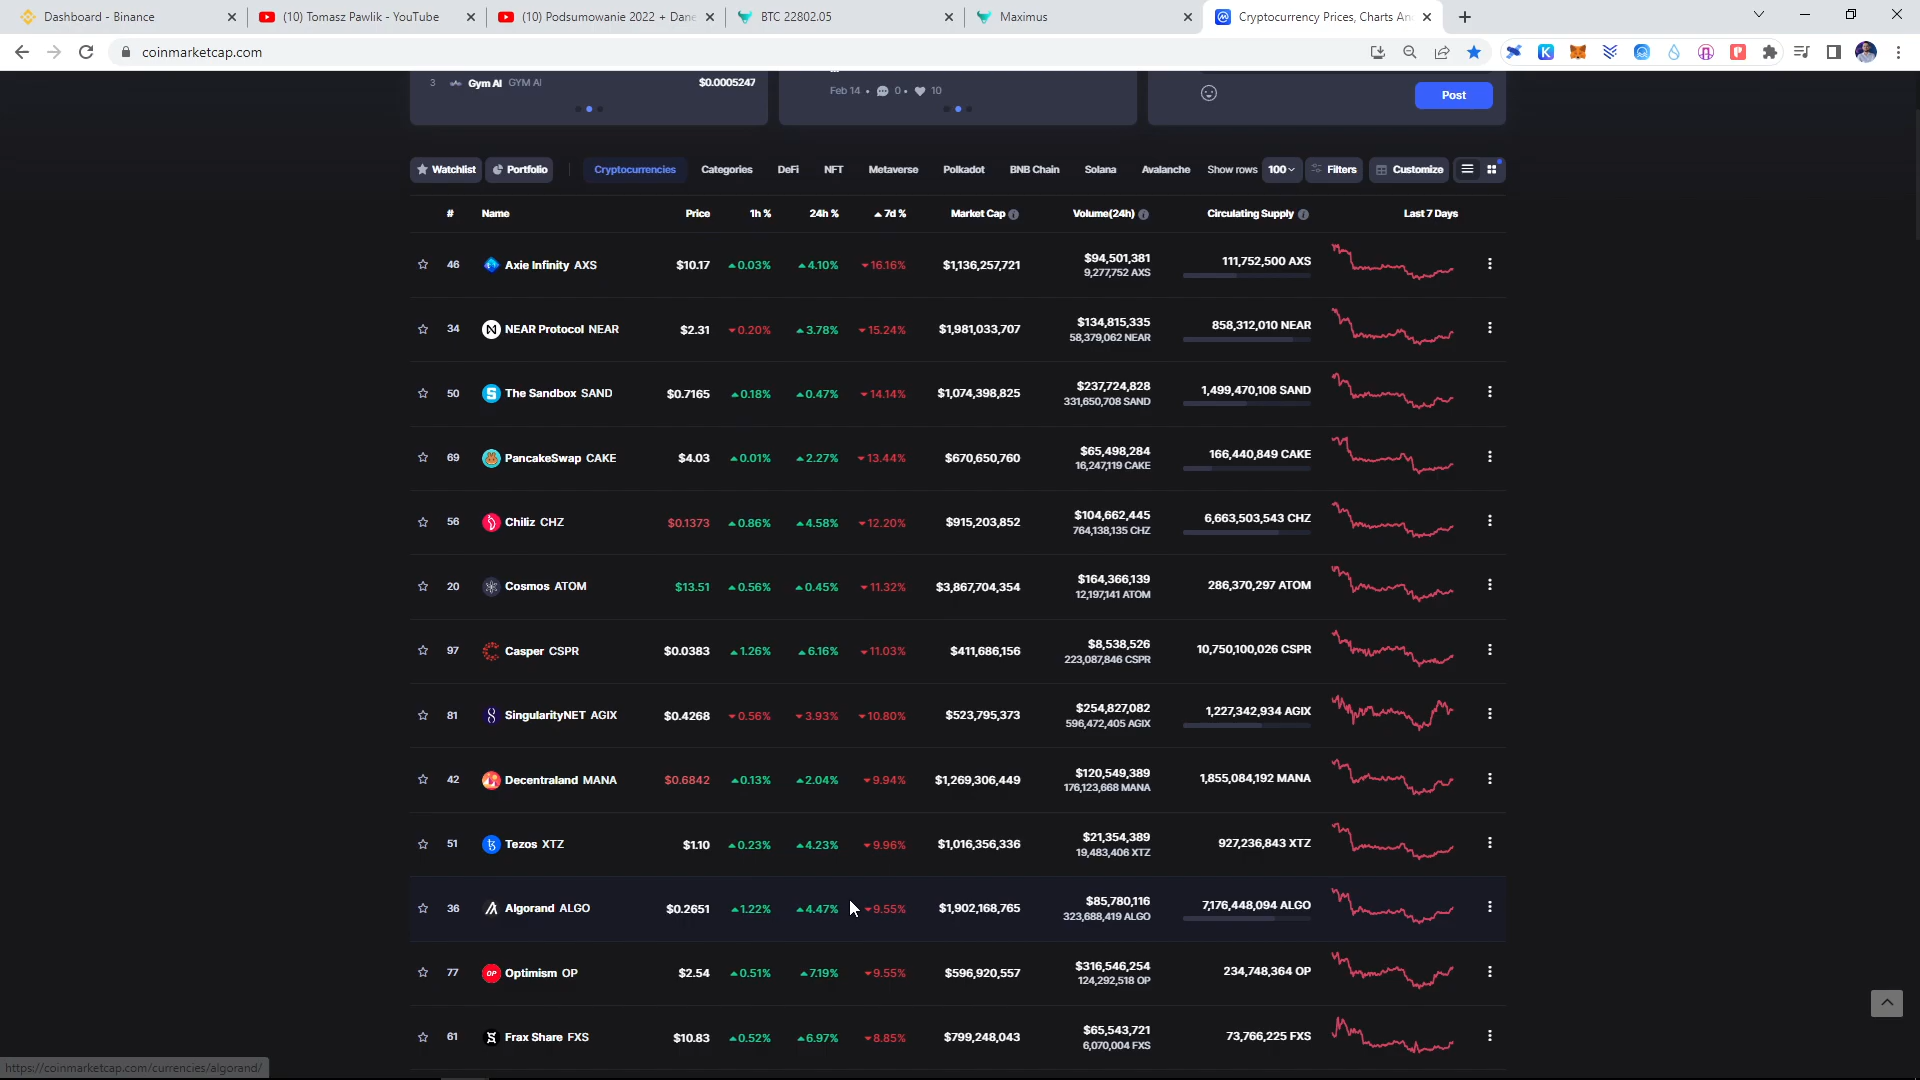 Dashboard - Binance
(10) Tomasz Pawlik - YouTube
(10) Podsumowanie 2022 + Dane
BTC 22802.05
Maximus
Cryptocurrency Prices, Charts An
coinmarketcap.com
3 Gym AI GYM AI $0.0005247
Feb 14 • 0 • 10
Post
Watchlist Portfolio Cryptocurrencies Categories DeFi NFT Metaverse Polkadot BNB Chain Solana Avalanche Show rows 100 Filters Customize
# Name Price 1h % 24h % 7d % Market Cap Volume(24h) Circulating Supply Last 7 Days
46 Axie Infinity AXS $10.17 0.03% 4.10% 16.16% $1,136,257,721 $94,501,381 111,752,500 AXS
9,277,752 AXS
34 NEAR Protocol NEAR $2.31 0.20% 3.78% 15.24% $1,981,033,707 $134,815,335 858,312,010 NEAR
58,379,062 NEAR
50 The Sandbox SAND $0.7165 0.18% 0.47% 14.14% $1,074,398,825 $237,724,828 1,499,470,108 SAND
331,650,708 SAND
69 PancakeSwap CAKE $4.03 0.01% 2.27% 13.44% $670,650,760 $65,498,284 166,440,849 CAKE
16,247,119 CAKE
56 Chiliz CHZ $0.1373 0.86% 4.58% 12.20% $915,203,852 $104,662,445 6,663,503,543 CHZ
764,138,135 CHZ
20 Cosmos ATOM $13.51 0.56% 0.45% 11.32% $3,867,704,354 $164,366,139 286,370,297 ATOM
12,197,141 ATOM
97 Casper CSPR $0.0383 1.26% 6.16% 11.03% $411,686,156 $8,538,526 10,750,100,026 CSPR
223,087,846 CSPR
81 SingularityNET AGIX $0.4268 0.56% 3.93% 10.80% $523,795,373 $254,827,082 1,227,342,934 AGIX
596,472,405 AGIX
42 Decentraland MANA $0.6842 0.13% 2.04% 9.94% $1,269,306,449 $120,549,389 1,855,084,192 MANA
176,123,668 MANA
51 Tezos XTZ $1.10 0.23% 4.23% 9.96% $1,016,356,336 $21,354,389 927,236,843 XTZ
19,483,406 XTZ
36 Algorand ALGO $0.2651 1.22% 4.47% 9.55% $1,902,168,765 $85,780,116 7,176,448,094 ALGO
323,688,419 ALGO
77 OP Optimism OP $2.54 0.51% 7.19% 9.55% $596,920,557 $316,546,254 234,748,364 OP
124,292,518 OP
61 Frax Share FXS $10.83 0.52% 6.97% 8.85% $799,248,043 $65,543,721 73,766,225 FXS
6,070,004 FXS
https://coinmarketcap.com/currencies/algorand/